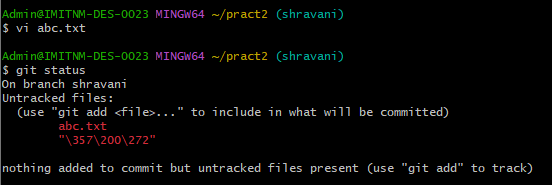 Admin@IMITNM-DES-0023 MINGW64 ~/pract2 (shravani)
$ vi abc.txt
Admin@IMITNM-DES-0023 MINGW64 ~/pract2 (shravani)
$ git status
On branch shravani
Untracked files:
(use "git add <file>..." to include in what will be committed)
abc.txt
"\357\200\272"
nothing added to commit but untracked files present (use "git add" to track)